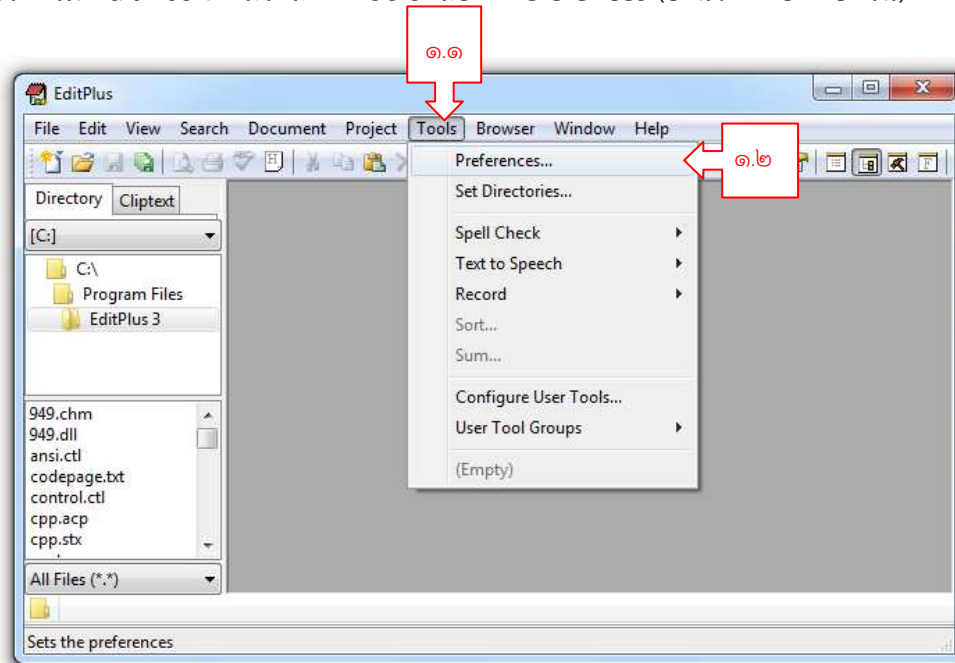 ๑.๑
EditPlus
File Edit View Search Document Project Tools Browser Window Help
Preferences...
๑.๒
Directory Cliptext
Set Directories...
[C:]
Spell Check
C:\
Text to Speech
Program Files
Record
EditPlus 3
Sort...
Sum...
Configure User Tools...
User Tool Groups
(Empty)
949.chm
949.dll
ansi.ctl
codepage.txt
control.ctl
cpp.acp
cpp.stx
All Files (*.*)
Sets the preferences